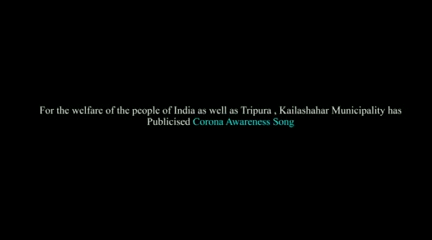 For the welfare of the people of India as well as Tripura , Kailashahar Municipality has
Publicised Corona Awareness Song